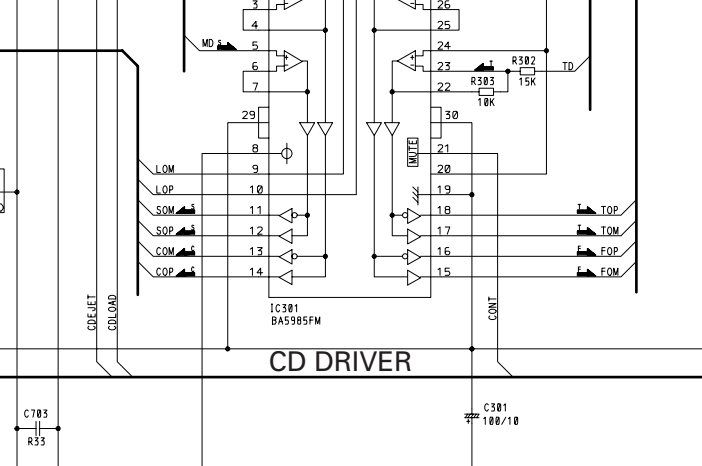 3
26
4
25
MD S
5
24
6
23
T
R302
TD
15K
7
22
R303
10K
29
30
8
MUTE
21
LOM
9
20
LOP
10
19
SOM S
11
18
T TOP
SOP S
12
17
T TOM
COM C
13
16
F FOP
COP C
14
15
F FOM
CDEJET
CDLOAD
CONT
IC301
BA5985FM
CD DRIVER
C703
R33
C301
+ 100/10